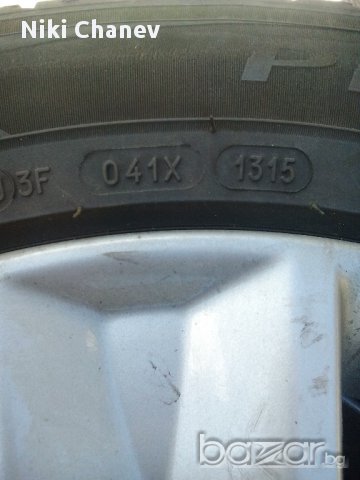 Niki Chanev
P
3F 041X 1315
bazar.bg